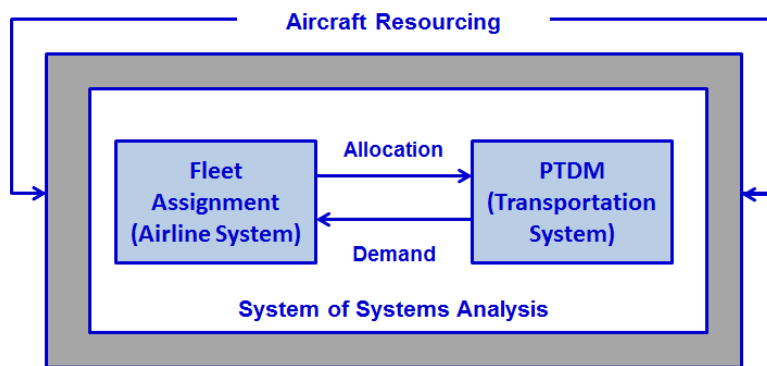 Aircraft Resourcing
Allocation
Fleet
Assignment
(Airline System)
PTDM
(Transportation
System)
Demand
System of Systems Analysis